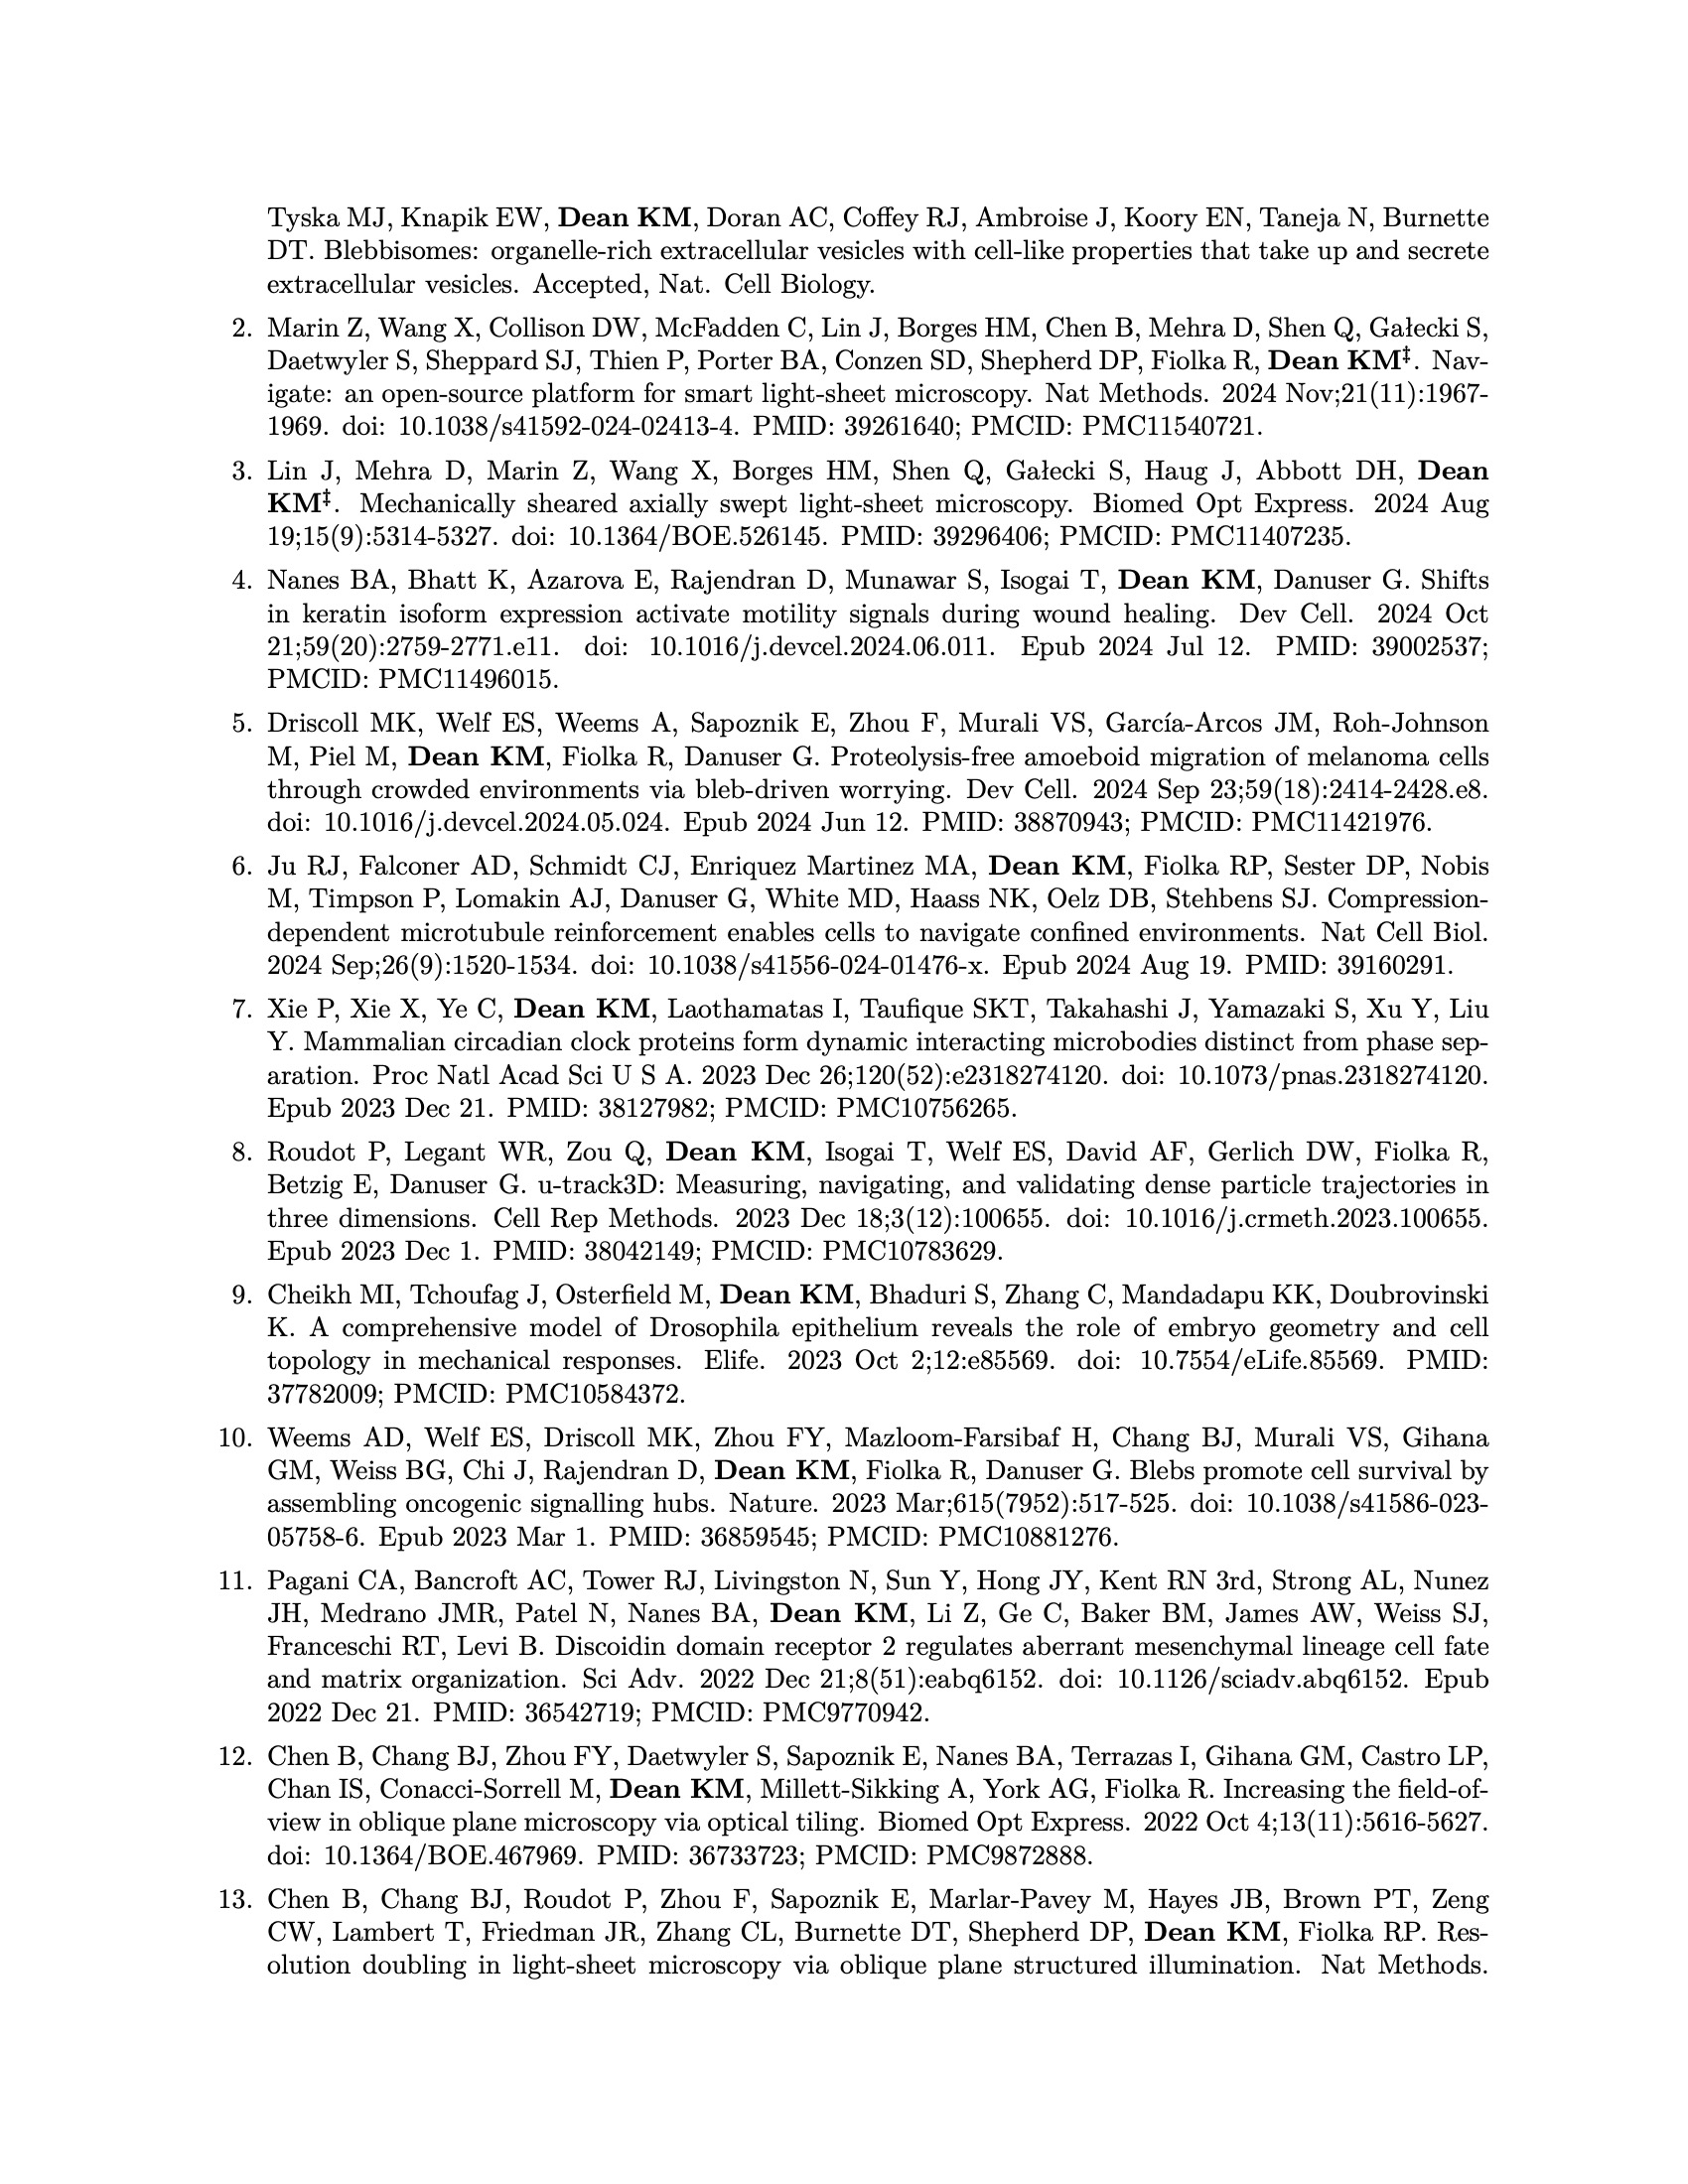 Tyska MJ, Knapik EW, Dean KM, Doran AC, Coffey RJ, Ambroise J, Koory EN, Taneja N, Burnette
DT. Blebbisomes: organelle-rich extracellular vesicles with cell-like properties that take up and secrete
extracellular vesicles. Accepted, Nat. Cell Biology.
2. Marin Z, Wang X, Collison DW, McFadden C, Lin J, Borges HM, Chen B, Mehra D, Shen Q, Gałecki S,
Daetwyler S, Sheppard SJ, Thien P, Porter BA, Conzen SD, Shepherd DP, Fiolka R, Dean KM‡. Nav-
igate: an open-source platform for smart light-sheet microscopy. Nat Methods. 2024 Nov;21(11):1967-
1969. doi: 10.1038/s41592-024-02413-4. PMID: 39261640; PMCID: PMC11540721.
3. Lin J, Mehra D, Marin Z, Wang X, Borges HM, Shen Q, Gałecki S, Haug J, Abbott DH, Dean
KM‡. Mechanically sheared axially swept light-sheet microscopy. Biomed Opt Express. 2024 Aug
19;15(9):5314-5327. doi: 10.1364/BOE.526145. PMID: 39296406; PMCID: PMC11407235.
4. Nanes BA, Bhatt K, Azarova E, Rajendran D, Munawar S, Isogai T, Dean KM, Danuser G. Shifts
in keratin isoform expression activate motility signals during wound healing. Dev Cell. 2024 Oct
21;59(20):2759-2771.e11. doi: 10.1016/j.devcel.2024.06.011. Epub 2024 Jul 12. PMID: 39002537;
PMCID: PMC11496015.
5. Driscoll MK, Welf ES, Weems A, Sapoznik E, Zhou F, Murali VS, García-Arcos JM, Roh-Johnson
M, Piel M, Dean KM, Fiolka R, Danuser G. Proteolysis-free amoeboid migration of melanoma cells
through crowded environments via bleb-driven worrying. Dev Cell. 2024 Sep 23;59(18):2414-2428.e8.
doi: 10.1016/j.devcel.2024.05.024. Epub 2024 Jun 12. PMID: 38870943; PMCID: PMC11421976.
6. Ju RJ, Falconer AD, Schmidt CJ, Enriquez Martinez MA, Dean KM, Fiolka RP, Sester DP, Nobis
M, Timpson P, Lomakin AJ, Danuser G, White MD, Haass NK, Oelz DB, Stehbens SJ. Compression-
dependent microtubule reinforcement enables cells to navigate confined environments. Nat Cell Biol.
2024 Sep;26(9):1520-1534. doi: 10.1038/s41556-024-01476-x. Epub 2024 Aug 19. PMID: 39160291.
7. Xie P, Xie X, Ye C, Dean KM, Laothamatas I, Taufique SKT, Takahashi J, Yamazaki S, Xu Y, Liu
Y. Mammalian circadian clock proteins form dynamic interacting microbodies distinct from phase sep-
aration. Proc Natl Acad Sci U S A. 2023 Dec 26;120(52):e2318274120. doi: 10.1073/pnas.2318274120.
Epub 2023 Dec 21. PMID: 38127982; PMCID: PMC10756265.
8. Roudot P, Legant WR, Zou Q, Dean KM, Isogai T, Welf ES, David AF, Gerlich DW, Fiolka R,
Betzig E, Danuser G. u-track3D: Measuring, navigating, and validating dense particle trajectories in
three dimensions. Cell Rep Methods. 2023 Dec 18;3(12):100655. doi: 10.1016/j.crmeth.2023.100655.
Epub 2023 Dec 1. PMID: 38042149; PMCID: PMC10783629.
9. Cheikh MI, Tchoufag J, Osterfield M, Dean KM, Bhaduri S, Zhang C, Mandadapu KK, Doubrovinski
K. A comprehensive model of Drosophila epithelium reveals the role of embryo geometry and cell
topology in mechanical responses. Elife. 2023 Oct 2;12:e85569. doi: 10.7554/eLife.85569. PMID:
37782009; PMCID: PMC10584372.
10. Weems AD, Welf ES, Driscoll MK, Zhou FY, Mazloom-Farsibaf H, Chang BJ, Murali VS, Gihana
GM, Weiss BG, Chi J, Rajendran D, Dean KM, Fiolka R, Danuser G. Blebs promote cell survival by
assembling oncogenic signalling hubs. Nature. 2023 Mar;615(7952):517-525. doi: 10.1038/s41586-023-
05758-6. Epub 2023 Mar 1. PMID: 36859545; PMCID: PMC10881276.
11. Pagani CA, Bancroft AC, Tower RJ, Livingston N, Sun Y, Hong JY, Kent RN 3rd, Strong AL, Nunez
JH, Medrano JMR, Patel N, Nanes BA, Dean KM, Li Z, Ge C, Baker BM, James AW, Weiss SJ,
Franceschi RT, Levi B. Discoidin domain receptor 2 regulates aberrant mesenchymal lineage cell fate
and matrix organization. Sci Adv. 2022 Dec 21;8(51):eabq6152. doi: 10.1126/sciadv.abq6152. Epub
2022 Dec 21. PMID: 36542719; PMCID: PMC9770942.
12. Chen B, Chang BJ, Zhou FY, Daetwyler S, Sapoznik E, Nanes BA, Terrazas I, Gihana GM, Castro LP,
Chan IS, Conacci-Sorrell M, Dean KM, Millett-Sikking A, York AG, Fiolka R. Increasing the field-of-
view in oblique plane microscopy via optical tiling. Biomed Opt Express. 2022 Oct 4;13(11):5616-5627.
doi: 10.1364/BOE.467969. PMID: 36733723; PMCID: PMC9872888.
13. Chen B, Chang BJ, Roudot P, Zhou F, Sapoznik E, Marlar-Pavey M, Hayes JB, Brown PT, Zeng
CW, Lambert T, Friedman JR, Zhang CL, Burnette DT, Shepherd DP, Dean KM, Fiolka RP. Res-
olution doubling in light-sheet microscopy via oblique plane structured illumination. Nat Methods.